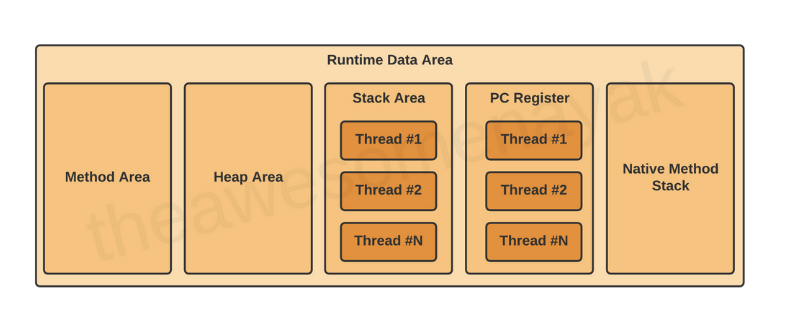 Runtime Data Area
Method Area
Heap Area
Stack Area
Thread #1
Thread #2
Thread #N
PC Register
Thread #1
Thread #2
Thread #N
Native Method
Stack
theawesomenayak